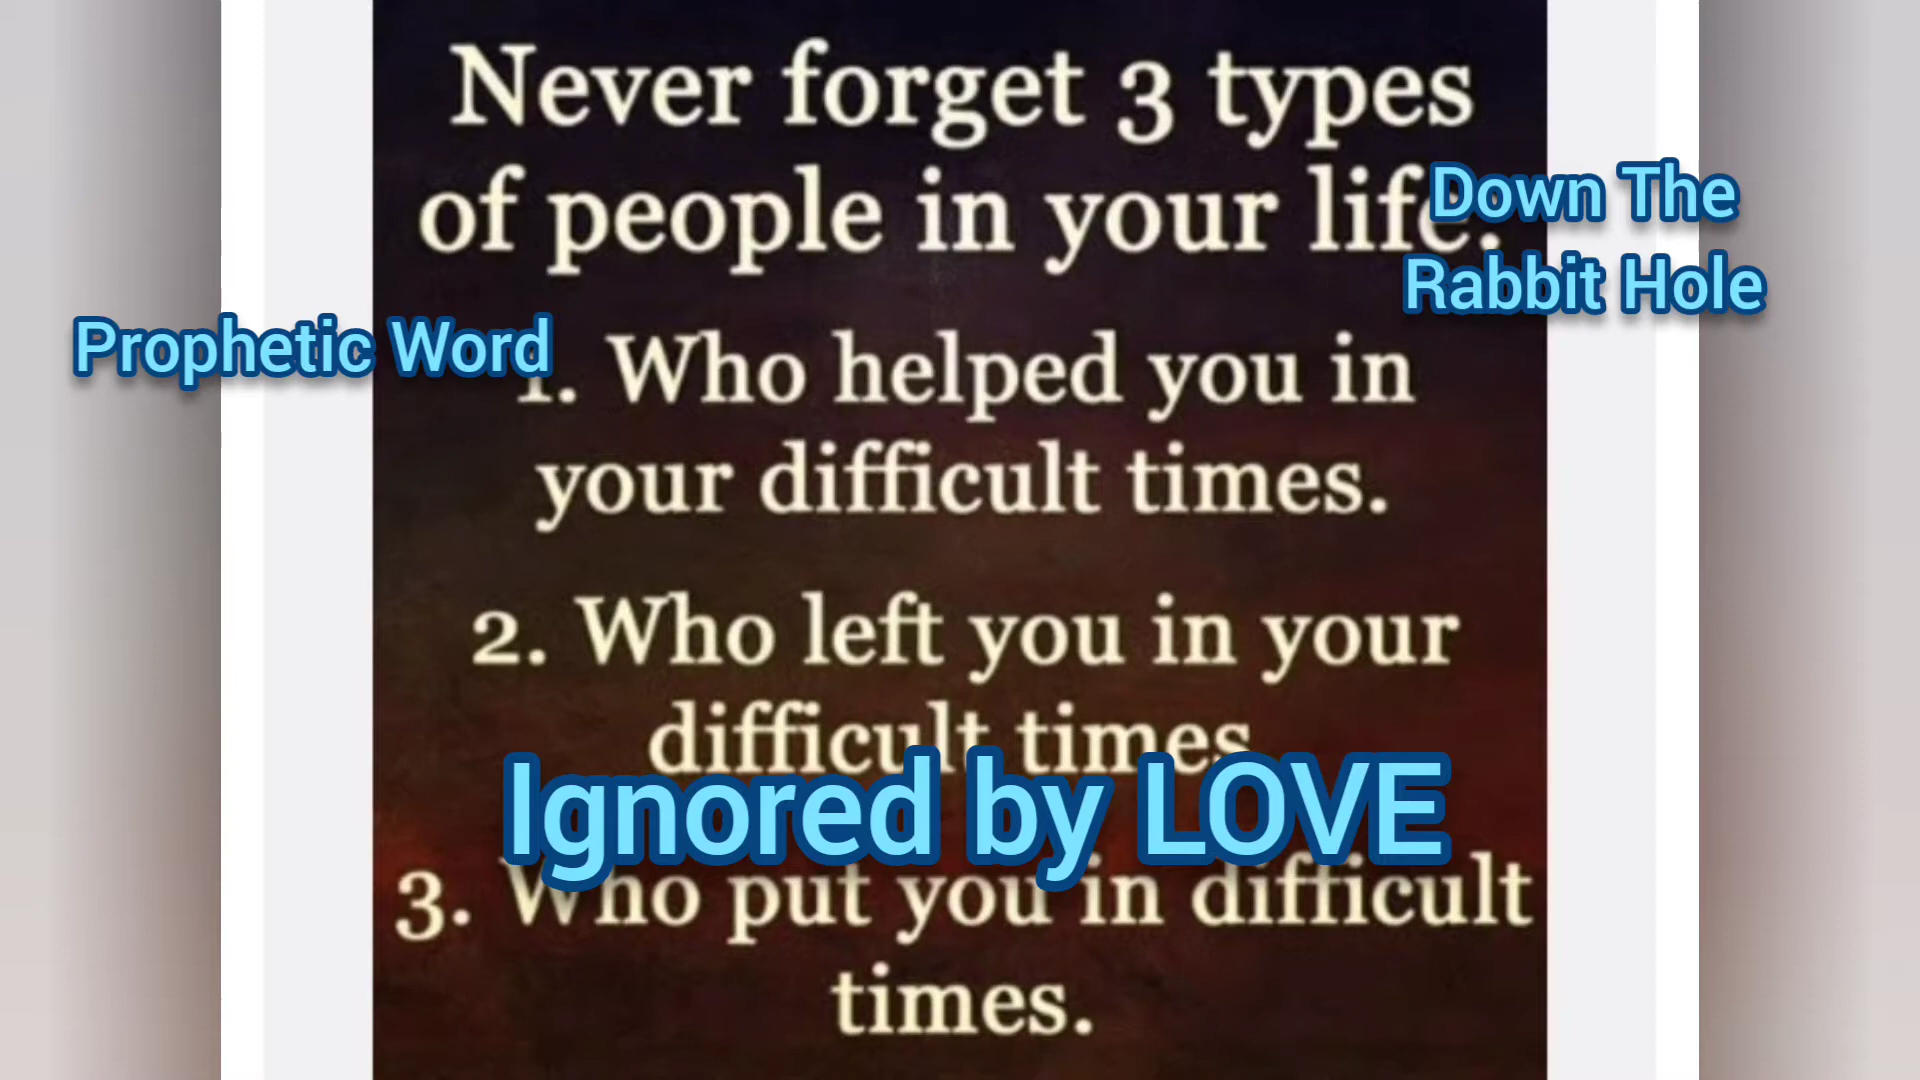 Never forget 3 types
of people in your life.
Down The
Rabbit Hole
Prophetic Word
1. Who helped you in
your difficult times.
2. Who left you in your
difficult times
Ignored by LOVE
3. Who put you in difficult
times.